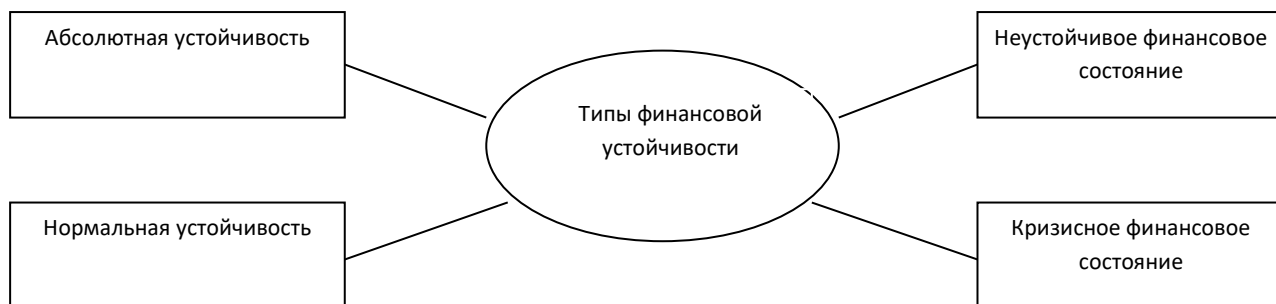 Абсолютная устойчивость
Неустойчивое финансовое
состояние
Типы финансовой
устойчивости
Нормальная устойчивость
Кризисное финансовое
состояние